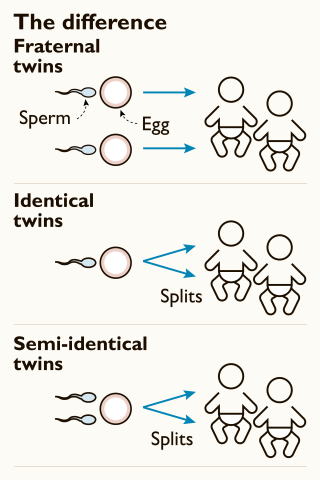 The difference
Fraternal
twins
Sperm
Egg
Identical
twins
Splits
Semi-identical
twins
Splits